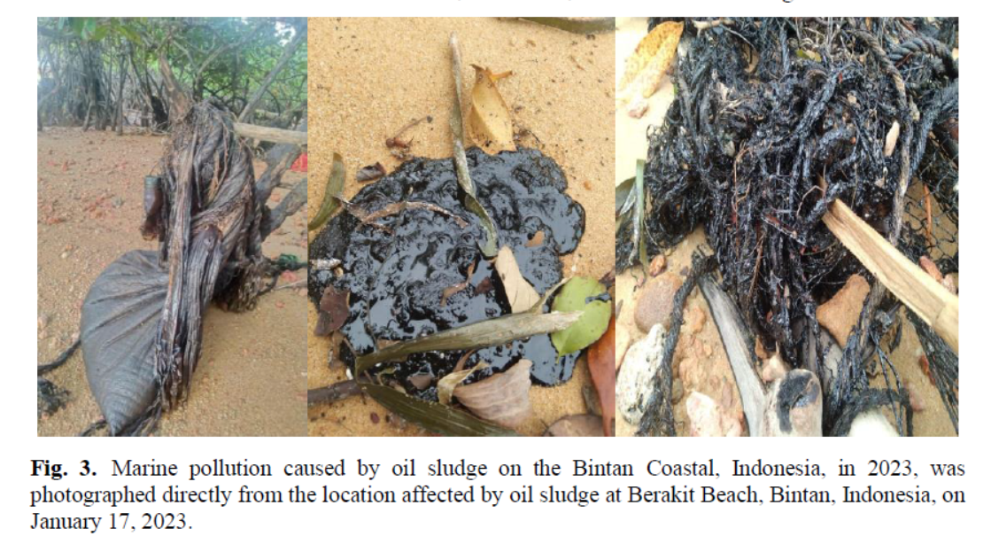 Fig. 3. Marine pollution caused by oil sludge on the Bintan Coastal, Indonesia, in 2023, was
photographed directly from the location affected by oil sludge at Berakit Beach, Bintan, Indonesia, on
January 17, 2023.